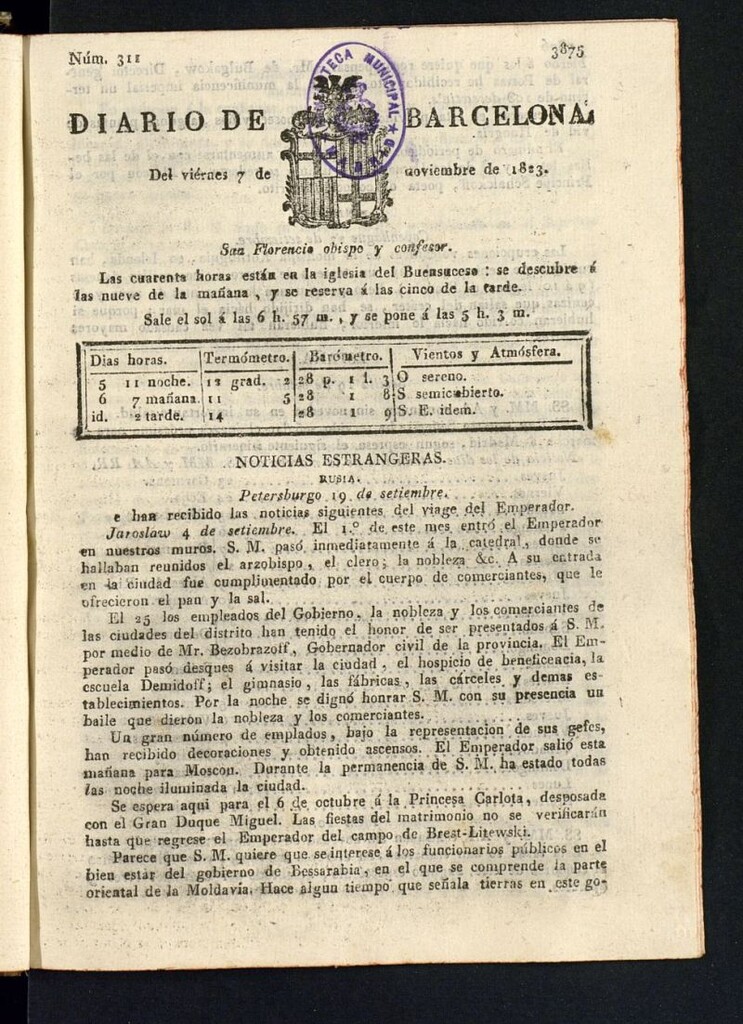 Núm. 311 3875
TECA MUNICIPAL
DIARIO DE BARCELONA,
Del viérnes 7 de noviembre de 1823.
San Florencio obispo y confesor.
Las cuarenta horas están en la iglesia del Buensuceso: se descubre á
las nueve de la mañana, y se reserva á las cinco de la tarde.
Sale el sol á las 6 h. 57 m., y se pone á las 5 h. 3 m.
Dias horas. Termómetro. Barómetro. Vientos y Atmósfera.
5 11 noche. 12 grad. 2 28 p. 1 l. 3 O sereno.
6 7 mañana. 11 5 28 1 8 S semicubierto.
id. 2 tarde. 14 28 1 9 S. E. idem.
NOTICIAS ESTRANGERAS.
RUSIA.
Petersburgo 19 de setiembre.
e han recibido las noticias siguientes del viage del Emperador.
Jaroslaw 4 de setiembre. El 1.º de este mes entró el Emperador
en nuestros muros. S. M. pasó inmediatamente á la catedral, donde se
hallaban reunidos el arzobispo, el clero; la nobleza &c. A su entrada
en la ciudad fue cumplimentado por el cuerpo de comerciantes, que le
ofrecieron el pan y la sal.
El 25 los empleados del Gobierno, la nobleza y los comerciantes de
las ciudades del distrito han tenido el honor de ser presentados á S. M.
por medio de Mr. Bezobrazoff, Gobernador civil de la provincia. El Em-
perador pasó desques á visitar la ciudad, el hospicio de beneficencia, la
escuela Demidoff; el gimnasio, las fábricas, las cárceles y demas es-
tablecimientos. Por la noche se dignó honrar S. M. con su presencia un
baile que dieron la nobleza y los comerciantes.
Un gran número de emplados, bajo la representacion de sus gefes,
han recibido decoraciones y obtenido ascensos. El Emperador salió esta
mañana para Moscon. Durante la permanencia de S. M. ha estado todas
las noche iluminada la ciudad.
Se espera aqui para el 6 de octubre á la Princesa Carlota, desposada
con el Gran Duque Miguel. Las fiestas del matrimonio no se verificarán
hasta que regrese el Emperador del campo de Brest-Litewski.
Parece que S. M. quiere que se interese á los funcionarios públicos en el
bien estar del gobierno de Bessarabia, en el que se comprende la parte
oriental de la Moldavia. Hace algun tiempo que señala tierras en este go-